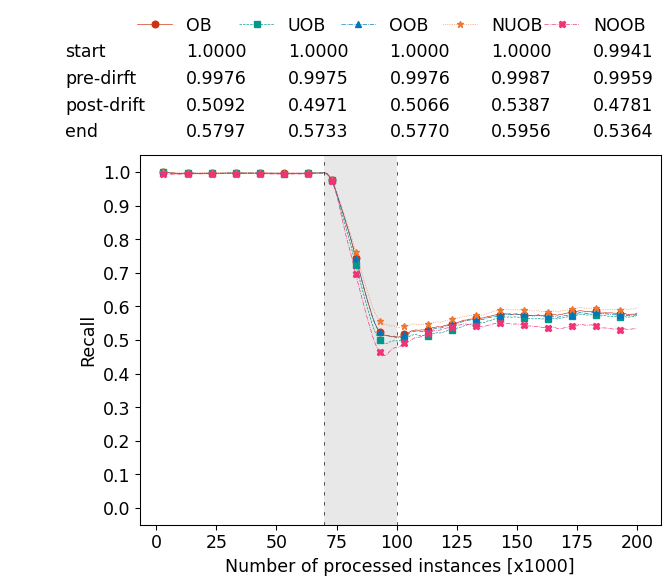 OB UOB OOB NUOB NOOB
start 1.0000 1.0000 1.0000 1.0000 0.9941
pre-dirft 0.9976 0.9975 0.9976 0.9987 0.9959
post-drift 0.5092 0.4971 0.5066 0.5387 0.4781
end 0.5797 0.5733 0.5770 0.5956 0.5364
1.0
0.9
0.8
0.7
0.6
0.5
0.4
0.3
0.2
0.1
0.0
Recall
0 25 50 75 100 125 150 175 200
Number of processed instances [x1000]